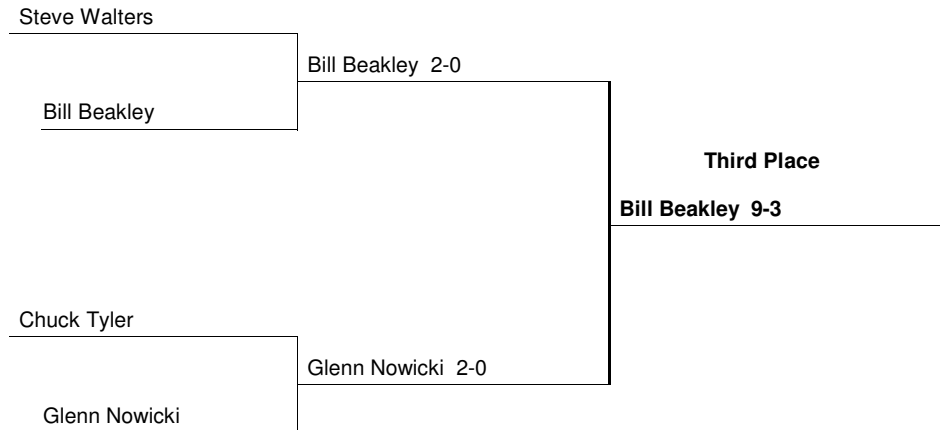 Steve Walters
Bill Beakley 2-0
Bill Beakley
Third Place
Bill Beakley 9-3
Chuck Tyler
Glenn Nowicki 2-0
Glenn Nowicki